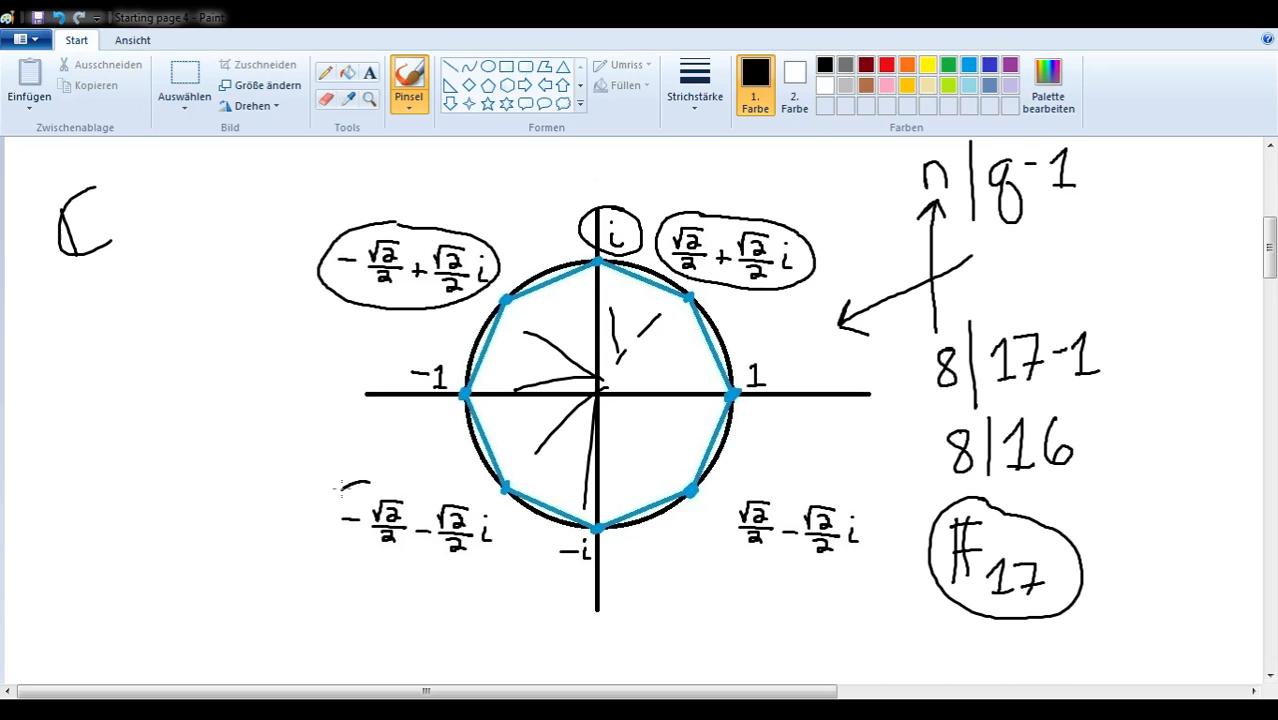 Starting page 4 - Paint
Start
Ansicht
Einfügen
Ausschneiden
Kopieren
Zwischenablage
Auswählen
Zuschneiden
Größe ändern
Drehen
Bild
A
Tools
Pinsel
Formen
Umriss
Füllen
Strichstärke
1. Farbe
2. Farbe
Farben
Palette bearbeiten
ℂ
-√2/2 + √2/2 i
i
√2/2 + √2/2 i
-1
1
-√2/2 - √2/2 i
-i
√2/2 - √2/2 i
n | q-1
8 | 17-1
8 | 16
𝔽17